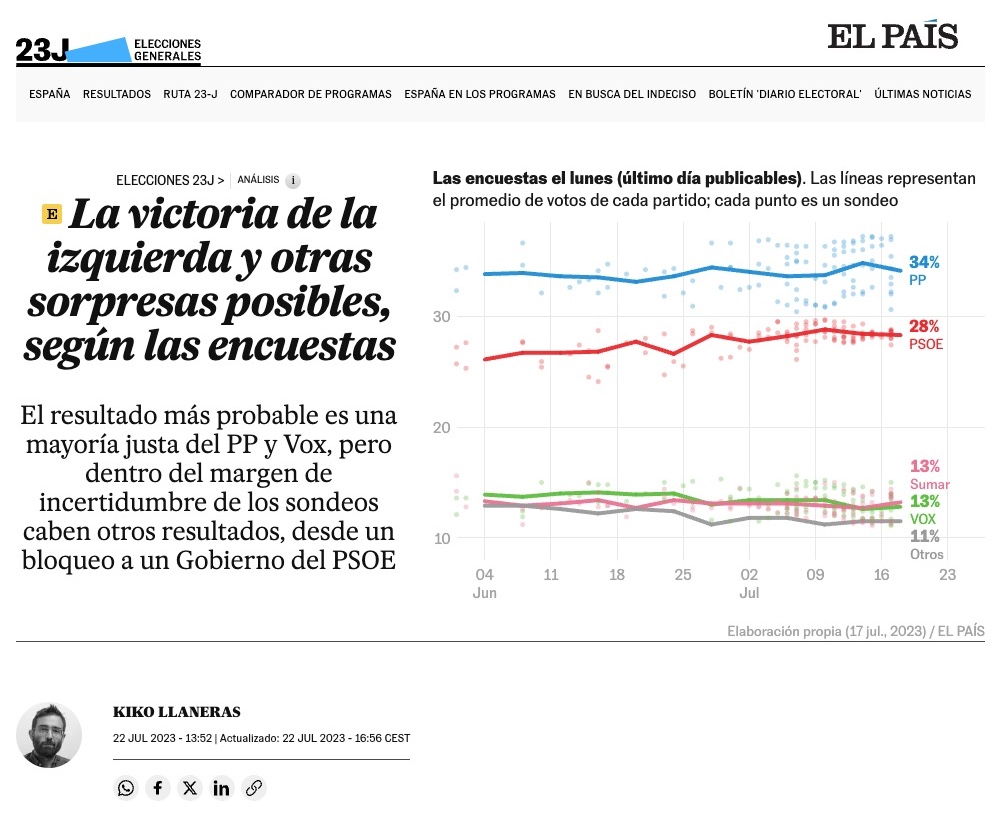 23J ELECCIONES
GENERALES
EL PAÍS
ESPAÑA RESULTADOS RUTA 23-J COMPARADOR DE PROGRAMAS ESPAÑA EN LOS PROGRAMAS EN BUSCA DEL INDECISO BOLETÍN 'DIARIO ELECTORAL' ÚLTIMAS NOTICIAS
ELECCIONES 23J > ANÁLISIS i
E La victoria de la
izquierda y otras
sorpresas posibles,
según las encuestas
El resultado más probable es una
mayoría justa del PP y Vox, pero
dentro del margen de
incertidumbre de los sondeos
caben otros resultados, desde un
bloqueo a un Gobierno del PSOE
Las encuestas el lunes (último día publicables). Las líneas representan
el promedio de votos de cada partido; cada punto es un sondeo
34%
PP
30
28%
PSOE
20
13%
Sumar
13%
VOX
11%
Otros
10
04 11 18 25 02 09 16 23
Jun Jul
Elaboración propia (17 jul., 2023) / EL PAÍS
KIKO LLANERAS
22 JUL 2023 - 13:52 | Actualizado: 22 JUL 2023 - 16:56 CEST